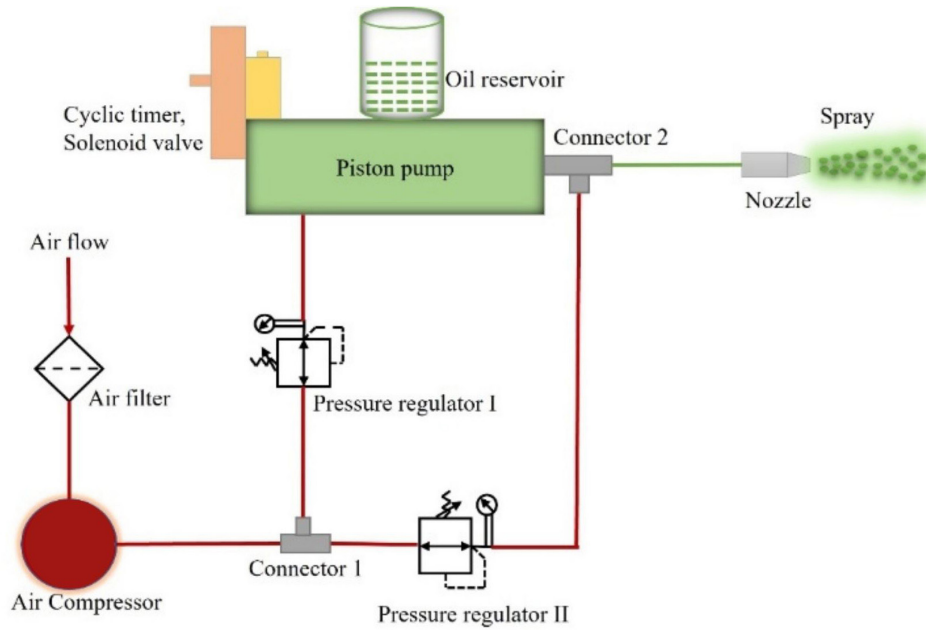 Oil reservoir
Cyclic timer,
Solenoid valve
Connector 2
Spray
Piston pump
Nozzle
Air flow
Air filter
Pressure regulator I
Connector 1
Air Compressor
Pressure regulator II